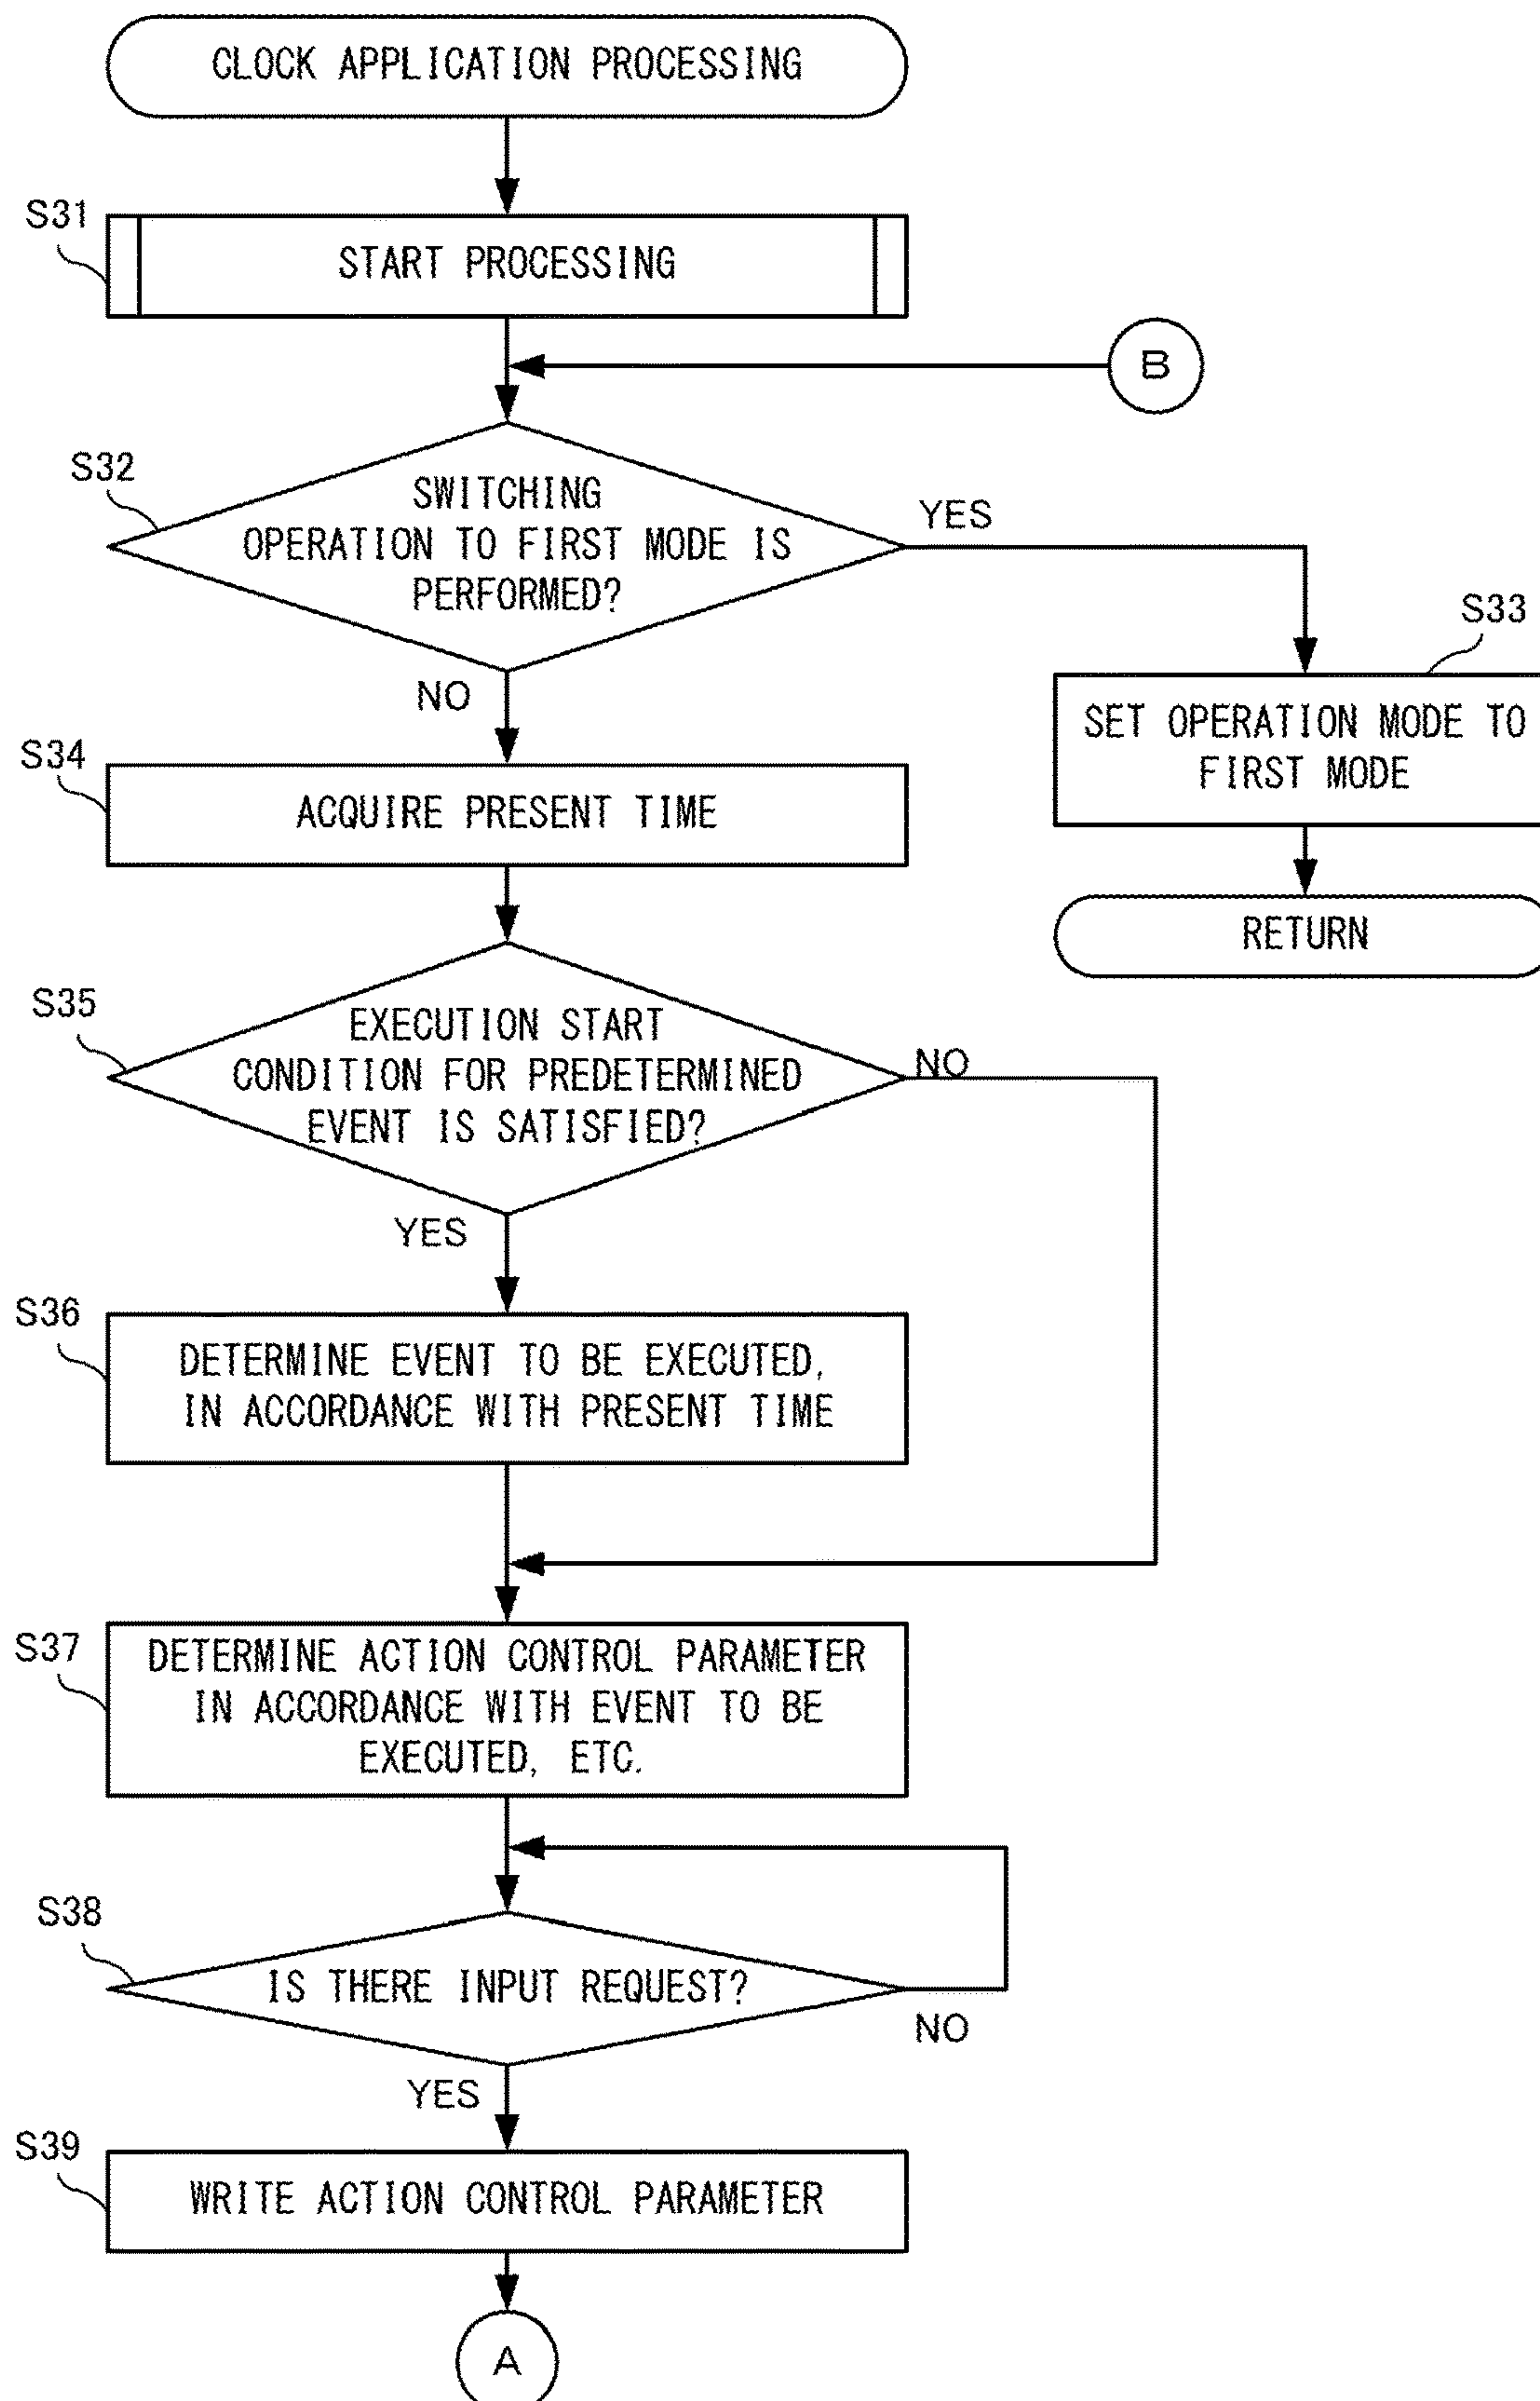 CLOCK APPLICATION PROCESSING
S31
START PROCESSING
B
S32
SWITCHING
OPERATION TO FIRST MODE IS
PERFORMED?
YES
NO
S33
SET OPERATION MODE TO
FIRST MODE
RETURN
S34
ACQUIRE PRESENT TIME
S35
EXECUTION START
CONDITION FOR PREDETERMINED
EVENT IS SATISFIED?
NO
YES
S36
DETERMINE EVENT TO BE EXECUTED,
IN ACCORDANCE WITH PRESENT TIME
S37
DETERMINE ACTION CONTROL PARAMETER
IN ACCORDANCE WITH EVENT TO BE
EXECUTED, ETC.
S38
IS THERE INPUT REQUEST?
NO
YES
S39
WRITE ACTION CONTROL PARAMETER
A